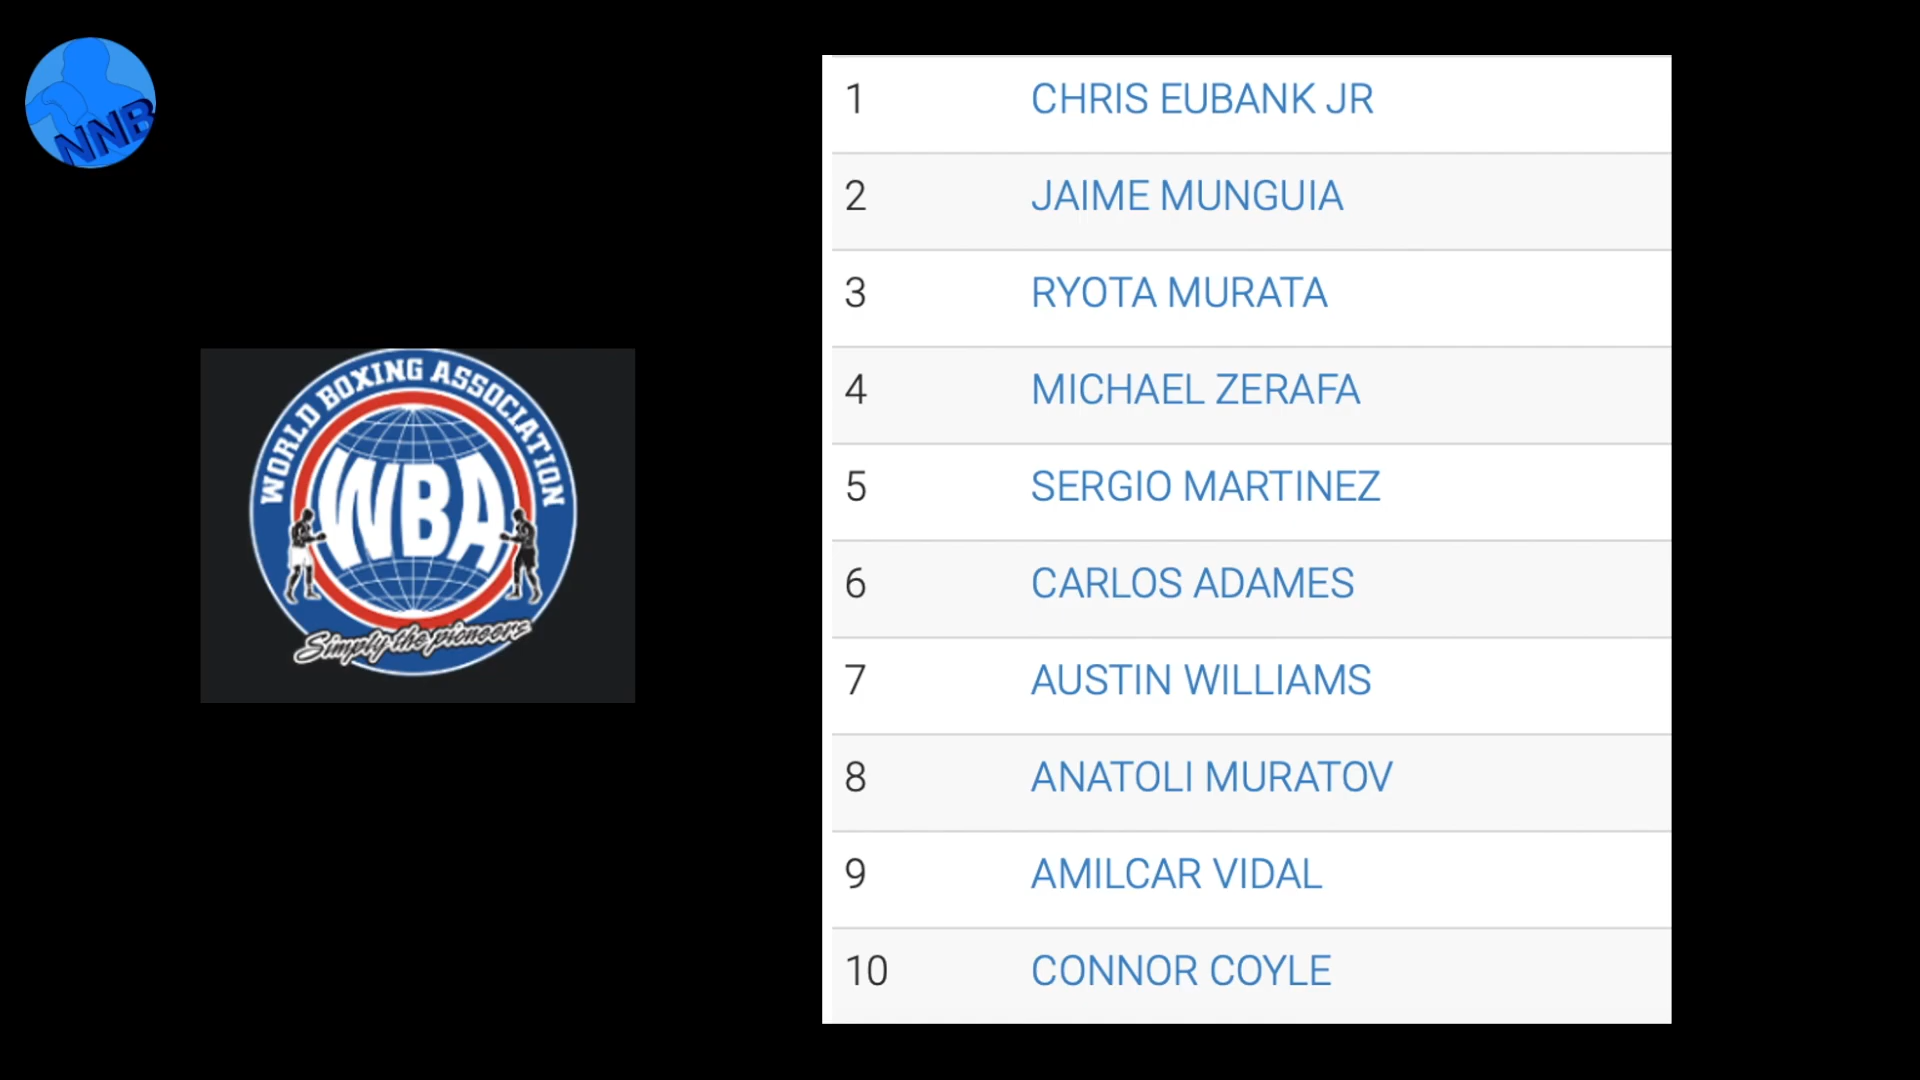 NNB
WORLD BOXING ASSOCIATION
WBA
Simply the pioneers
1 CHRIS EUBANK JR
2 JAIME MUNGUIA
3 RYOTA MURATA
4 MICHAEL ZERAFA
5 SERGIO MARTINEZ
6 CARLOS ADAMES
7 AUSTIN WILLIAMS
8 ANATOLI MURATOV
9 AMILCAR VIDAL
10 CONNOR COYLE